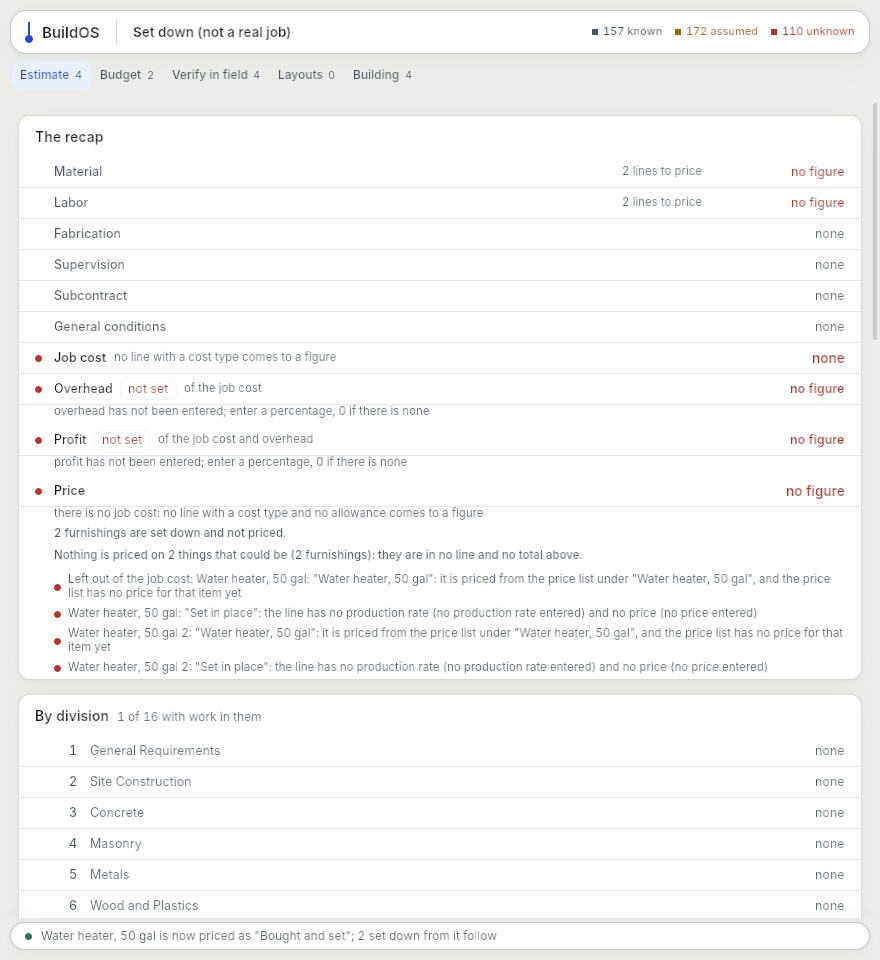 BuildOS
Set down (not a real job)
157 known
172 assumed
110 unknown
Estimate 4
Budget 2
Verify in field 4
Layouts 0
Building 4
The recap
Material 2 lines to price no figure
Labor 2 lines to price no figure
Fabrication none
Supervision none
Subcontract none
General conditions none
Job cost no line with a cost type comes to a figure none
Overhead not set of the job cost no figure
overhead has not been entered; enter a percentage, 0 if there is none
Profit not set of the job cost and overhead no figure
profit has not been entered; enter a percentage, 0 if there is none
Price no figure
there is no job cost: no line with a cost type and no allowance comes to a figure
2 furnishings are set down and not priced.
Nothing is priced on 2 things that could be (2 furnishings): they are in no line and no total above.
Left out of the job cost: Water heater, 50 gal: "Water heater, 50 gal": it is priced from the price list under "Water heater, 50 gal", and the price
list has no price for that item yet
Water heater, 50 gal: "Set in place": the line has no production rate (no production rate entered) and no price (no price entered)
Water heater, 50 gal 2: "Water heater, 50 gal": it is priced from the price list under "Water heater, 50 gal", and the price list has no price for that
item yet
Water heater, 50 gal 2: "Set in place": the line has no production rate (no production rate entered) and no price (no price entered)
By division 1 of 16 with work in them
1 General Requirements none
2 Site Construction none
3 Concrete none
4 Masonry none
5 Metals none
6 Wood and Plastics none
Water heater, 50 gal is now priced as "Bought and set"; 2 set down from it follow